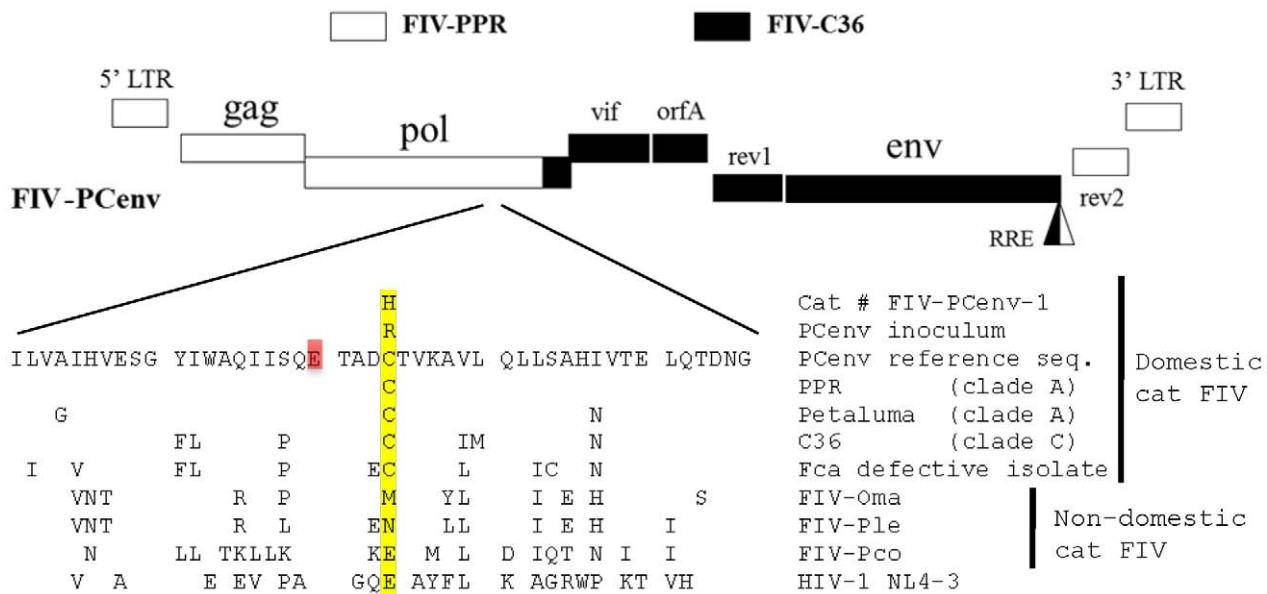 FIV-PPR FIV-C36
5' LTR 3' LTR
gag pol vif orfA rev1 env
FIV-PCenv rev2
RRE
H Cat # FIV-PCenv-1
R PCenv inoculum
ILVAIHVESG YIWAQIISQE TADCTVKAVL QLLSAHIVTE LQTDNG PCenv reference seq.
C PPR (clade A)
G C N Petaluma (clade A)
FL P C IM N C36 (clade C)
I V FL P EC L IC N Fca defective isolate
VNT R P M YL I E H S FIV-Oma
VNT R L EN LL I E H I FIV-Ple
N LL TKLLK KE M L D IQT N I I FIV-Pco
V A E EV PA GQE AYFL K AGRWP KT VH HIV-1 NL4-3
Domestic
cat FIV
Non-domestic
cat FIV